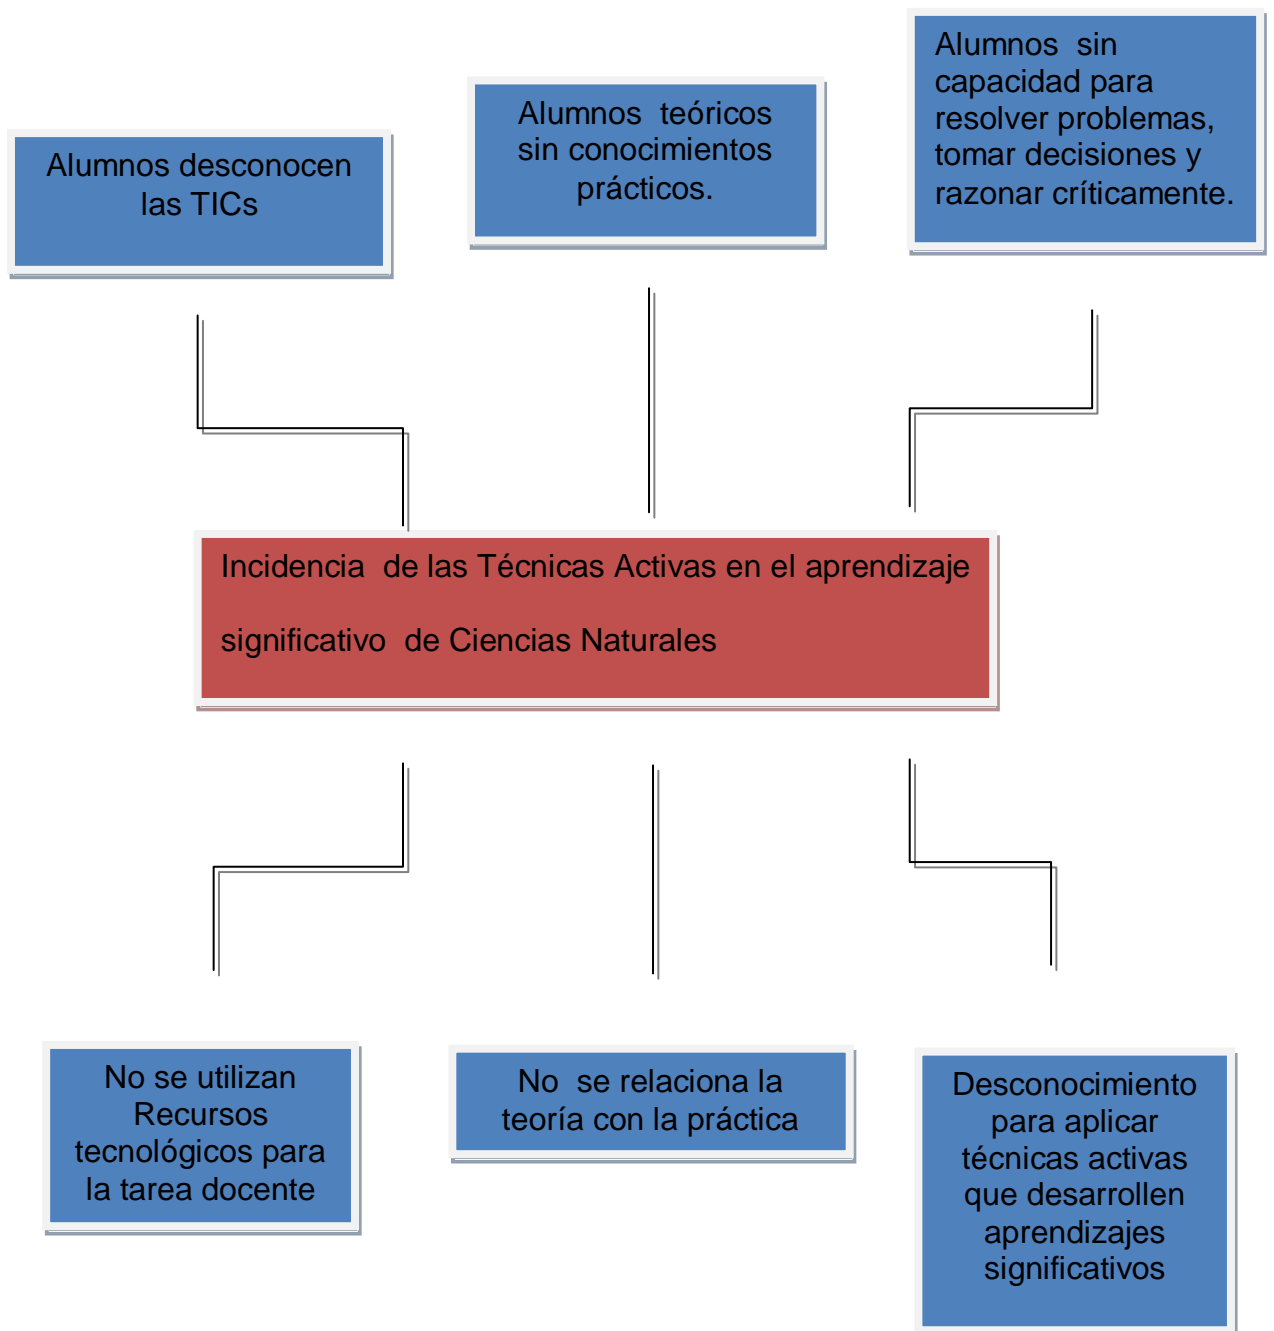 Alumnos desconocen
las TICs
Alumnos teóricos
sin conocimientos
prácticos.
Alumnos sin
capacidad para
resolver problemas,
tomar decisiones y
razonar críticamente.
Incidencia de las Técnicas Activas en el aprendizaje
significativo de Ciencias Naturales
No se utilizan
Recursos
tecnológicos para
la tarea docente
No se relaciona la
teoría con la práctica
Desconocimiento
para aplicar
técnicas activas
que desarrollen
aprendizajes
significativos